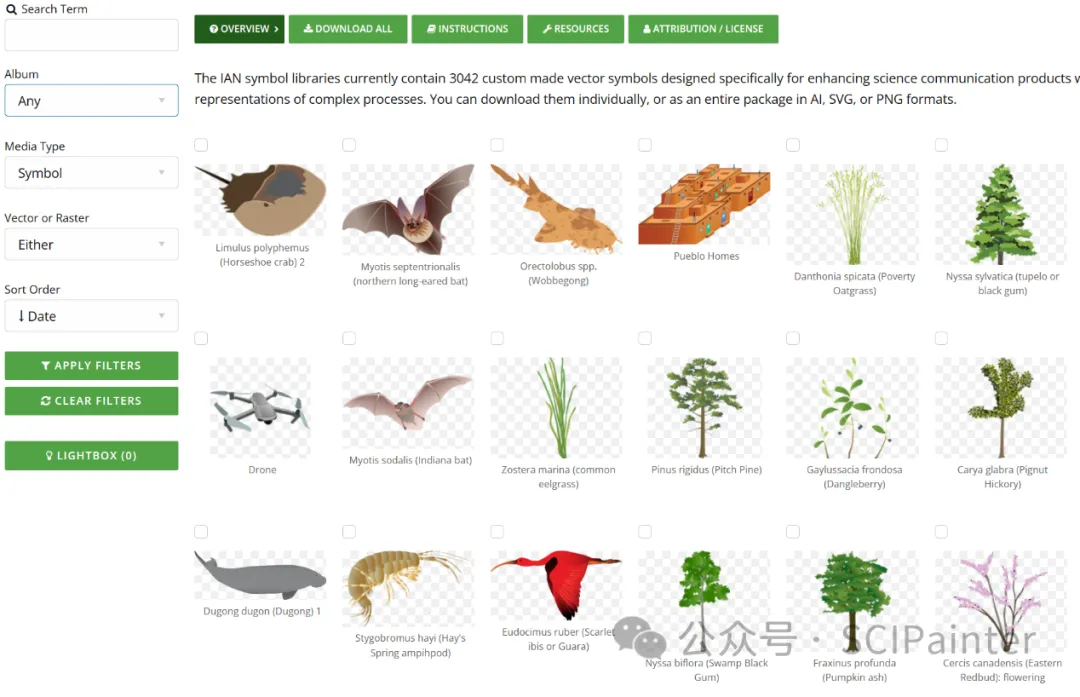 Search Term
Album
Any
Media Type
Symbol
Vector or Raster
Either
Sort Order
↓ Date
APPLY FILTERS
CLEAR FILTERS
LIGHTBOX (0)
OVERVIEW
DOWNLOAD ALL
INSTRUCTIONS
RESOURCES
ATTRIBUTION / LICENSE
The IAN symbol libraries currently contain 3042 custom made vector symbols designed specifically for enhancing science communication products
representations of complex processes. You can download them individually, or as an entire package in AI, SVG, or PNG formats.
Limulus polyphemus
(Horseshoe crab) 2
Myotis septentrionalis
(northern long-eared bat)
Orectolobus spp.
(Wobbegong)
Pueblo Homes
Danthonia spicata (Poverty
Oatgrass)
Nyssa sylvatica (tupelo or
black gum)
Drone
Myotis sodalis (Indiana bat)
Zostera marina (common
eelgrass)
Pinus rigidus (Pitch Pine)
Gaylussacia frondosa
(Dangleberry)
Carya glabra (Pignut
Hickory)
Dugong dugon (Dugong) 1
Stygobromus hayi (Hay's
Spring ampihpod)
Eudocimus ruber (Scarlet
ibis or Guara)
Nyssa biflora (Swamp Black
Gum)
Fraxinus profunda
(Pumpkin ash)
Cercis canadensis (Eastern
Redbud): flowering
公众号 · SCIPainter